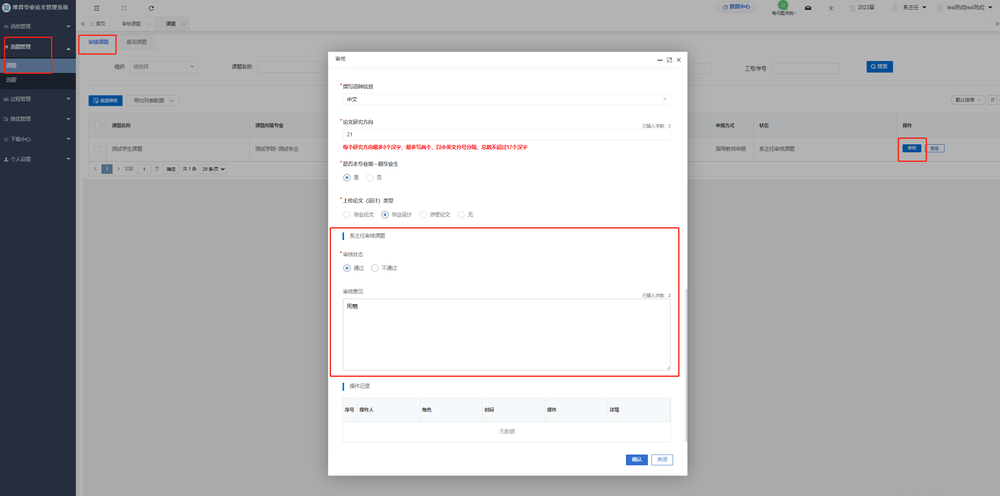 维普毕业论文管理系统
数据中心
有问题点我~
2023届
系主任
tea测试[tea测试]
消息管理
选题管理
课题
选题
过程管理
推优管理
下载中心
个人设置
首页
审核课题
课题
审核课题
查询课题
组织
请选择
课题名称
工号/学号
搜索
批量审核
导出列表数据
默认排序
课题名称
课题所属专业
申报方式
状态
操作
测试学生课题
测试学院~测试专业
指导教师申报
系主任审核课题
审核
查看
1
到第
1
页
确定
共 1 条
20 条/页
审核
*撰写语种信息
中文
*论文研究方向
已输入字数：2
21
每个研究方向最多8个汉字，最多写两个，以中英文分号分隔，总数不超过17个汉字
*是否本专业第一届毕业生
是 否
*上传论文（设计）类型
毕业论文 毕业设计 涉密论文 无
系主任审核课题
*审核状态
通过 不通过
审核意见
已输入字数：2
同意
操作记录
序号 操作人 角色 时间 操作 详情
无数据
确认 关闭